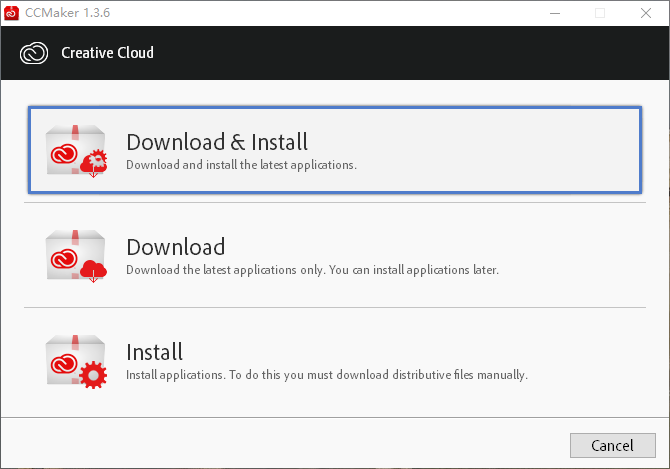 CCMaker 1.3.6
Creative Cloud
Download & Install
Download and install the latest applications.
Download
Download the latest applications only. You can install applications later.
Install
Install applications. To do this you must download distributive files manually.
Cancel